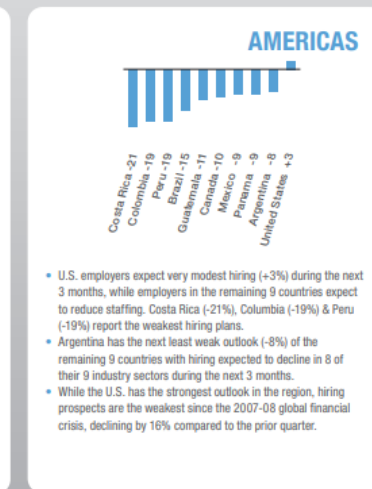 AMERICAS
Costa Rica -21
Colombia -19
Peru -19
Brazil -15
Guatemala -11
Canada -10
Mexico -9
Panama -9
Argentina -8
United States +3
• U.S. employers expect very modest hiring (+3%) during the next
3 months, while employers in the remaining 9 countries expect
to reduce staffing. Costa Rica (-21%), Columbia (-19%) & Peru
(-19%) report the weakest hiring plans.
• Argentina has the next least weak outlook (-8%) of the
remaining 9 countries with hiring expected to decline in 8 of
their 9 industry sectors during the next 3 months.
• While the U.S. has the strongest outlook in the region, hiring
prospects are the weakest since the 2007-08 global financial
crisis, declining by 16% compared to the prior quarter.